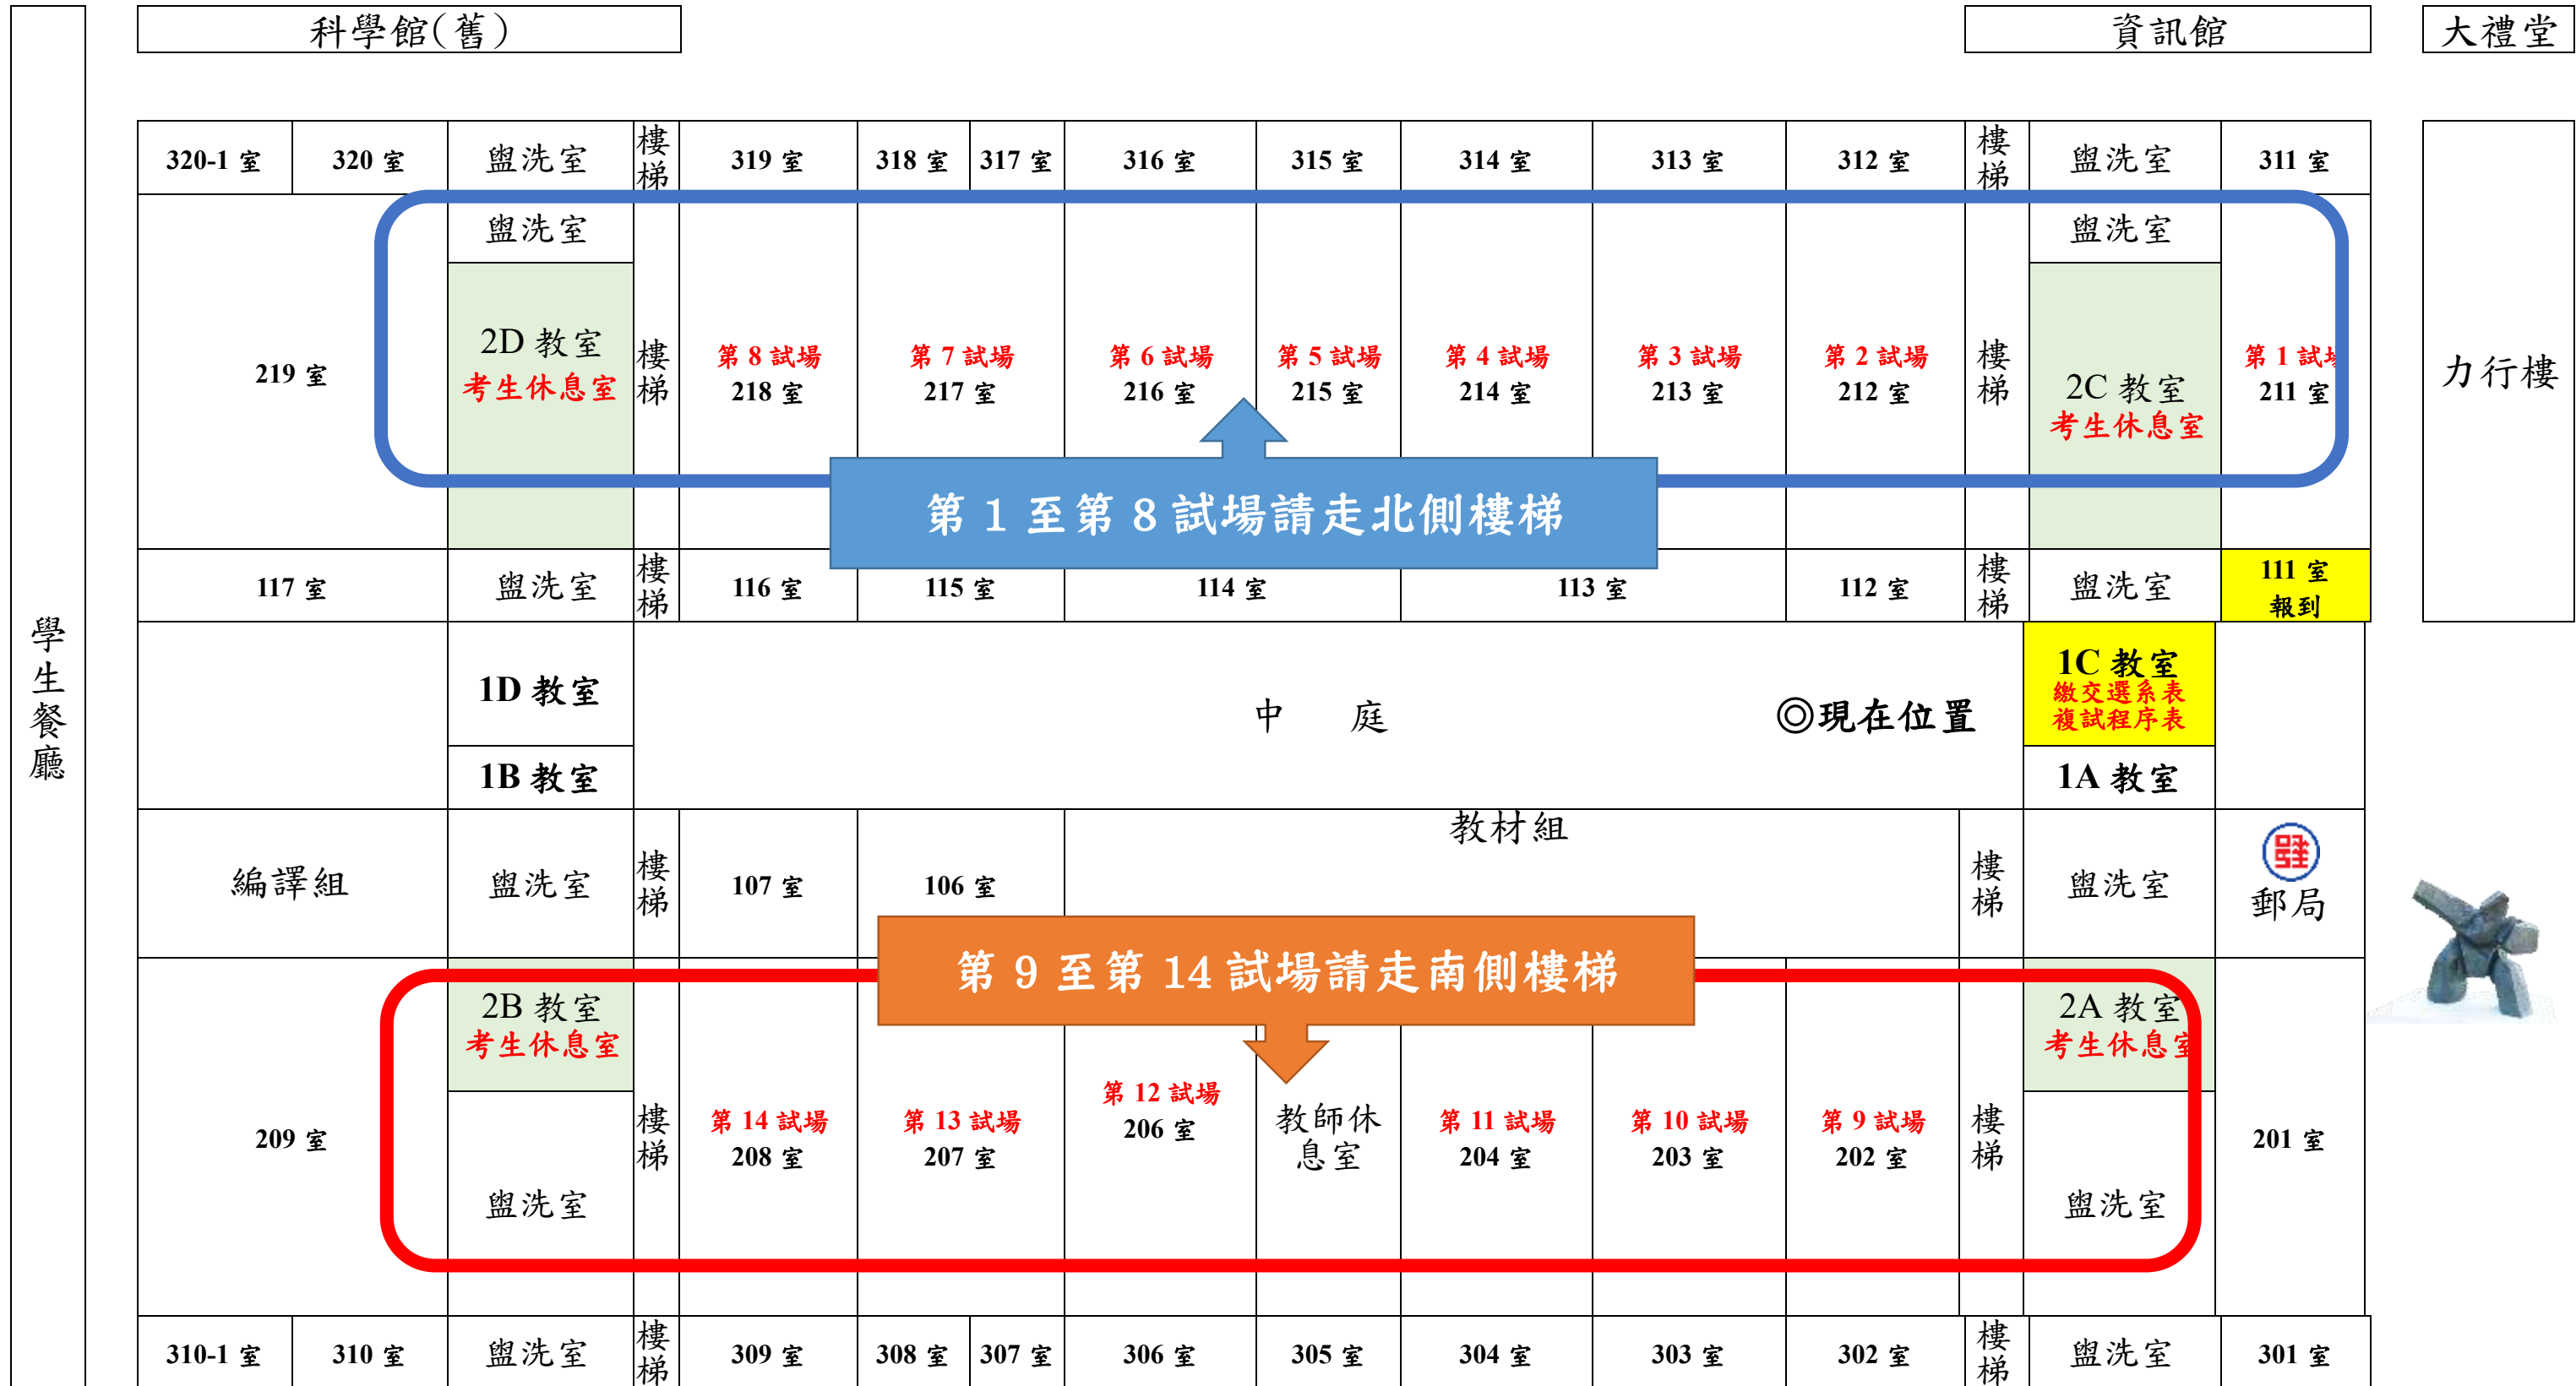 科學館(舊)
資訊館
大禮堂
320-1 室
320 室
盥洗室
樓梯
319 室
318 室
317 室
316 室
315 室
314 室
313 室
312 室
樓梯
盥洗室
311 室
219 室
盥洗室
2D 教室
考生休息室
樓梯
第 8 試場
218 室
第 7 試場
217 室
第 6 試場
216 室
第 5 試場
215 室
第 4 試場
214 室
第 3 試場
213 室
第 2 試場
212 室
樓梯
盥洗室
2C 教室
考生休息室
第 1 試場
211 室
力行樓
第 1 至第 8 試場請走北側樓梯
117 室
盥洗室
樓梯
116 室
115 室
114 室
113 室
112 室
樓梯
盥洗室
111 室
報到
學生餐廳
1D 教室
1B 教室
中 庭
◎現在位置
1C 教室
繳交選系表
複試程序表
1A 教室
編譯組
盥洗室
樓梯
107 室
106 室
教材組
樓梯
盥洗室
郵局
第 9 至第 14 試場請走南側樓梯
209 室
2B 教室
考生休息室
盥洗室
樓梯
第 14 試場
208 室
第 13 試場
207 室
第 12 試場
206 室
教師休
息室
第 11 試場
204 室
第 10 試場
203 室
第 9 試場
202 室
樓梯
2A 教室
考生休息室
盥洗室
201 室
310-1 室
310 室
盥洗室
樓梯
309 室
308 室
307 室
306 室
305 室
304 室
303 室
302 室
樓梯
盥洗室
301 室